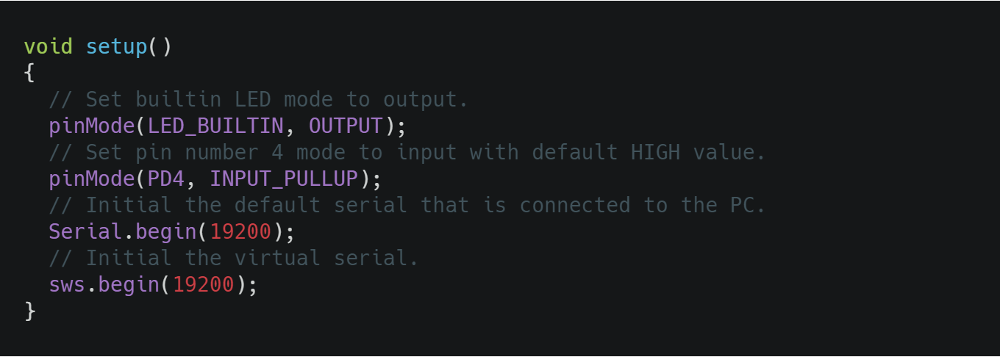 void setup()
{
  // Set builtin LED mode to output.
  pinMode(LED_BUILTIN, OUTPUT);
  // Set pin number 4 mode to input with default HIGH value.
  pinMode(PD4, INPUT_PULLUP);
  // Initial the default serial that is connected to the PC.
  Serial.begin(19200);
  // Initial the virtual serial.
  sws.begin(19200);
}